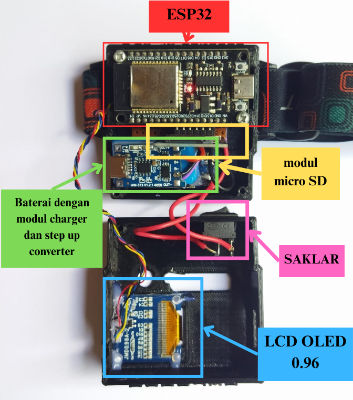 ESP32
modul
micro SD
Baterai dengan
modul charger
dan step up
converter
SAKLAR
LCD OLED
0.96